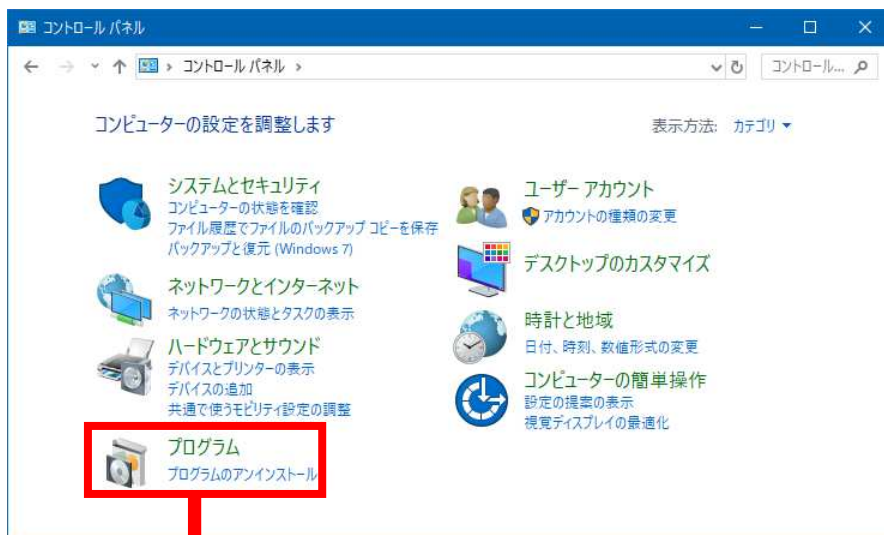 コントロール パネル
コントロール パネル
コントロール...
コンピューターの設定を調整します
表示方法: カテゴリ
システムとセキュリティ
コンピューターの状態を確認
ファイル履歴でファイルのバックアップ コピーを保存
バックアップと復元 (Windows 7)
ネットワークとインターネット
ネットワークの状態とタスクの表示
ハードウェアとサウンド
デバイスとプリンターの表示
デバイスの追加
共通で使うモビリティ設定の調整
プログラム
プログラムのアンインストール
ユーザー アカウント
アカウントの種類の変更
デスクトップのカスタマイズ
時計と地域
日付、時刻、数値形式の変更
コンピューターの簡単操作
設定の提案の表示
視覚ディスプレイの最適化